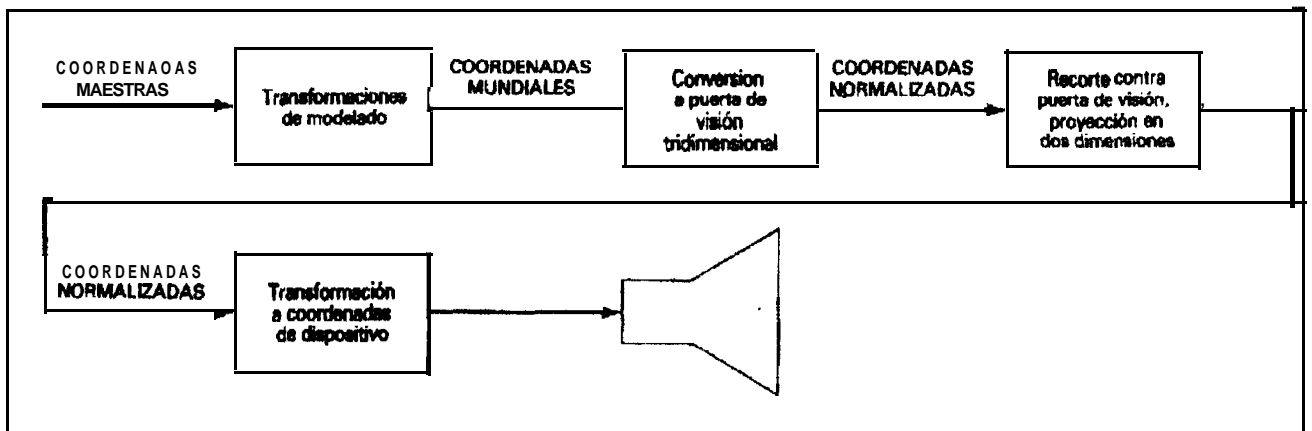 COORDENAOAS
MAESTRAS
Transformaciones
de modelado
COORDENADAS
MUNDIALES
Conversion
a puerta de
visión
tridimensional
COORDENADAS
NORMALIZADAS
Recorte contra
puerta de visión,
proyección en
dos dimensiones
COORDENADAS
NORMALIZADAS
Transformación
a coordenadas
de dispositivo